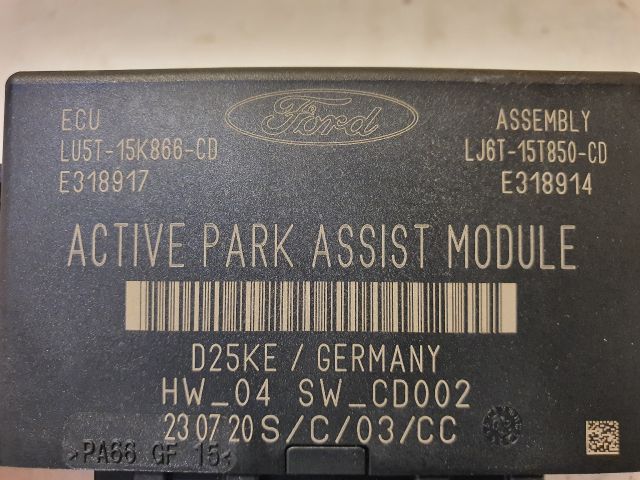 Ford
ECU
LU5T-15K866-CD
E318917
ASSEMBLY
LJ6T-15T850-CD
E318914
ACTIVE PARK ASSIST MODULE
D25KE / GERMANY
HW_04 SW_CD002
23 07 20 S/C/03/CC
>PA66 GF 15<